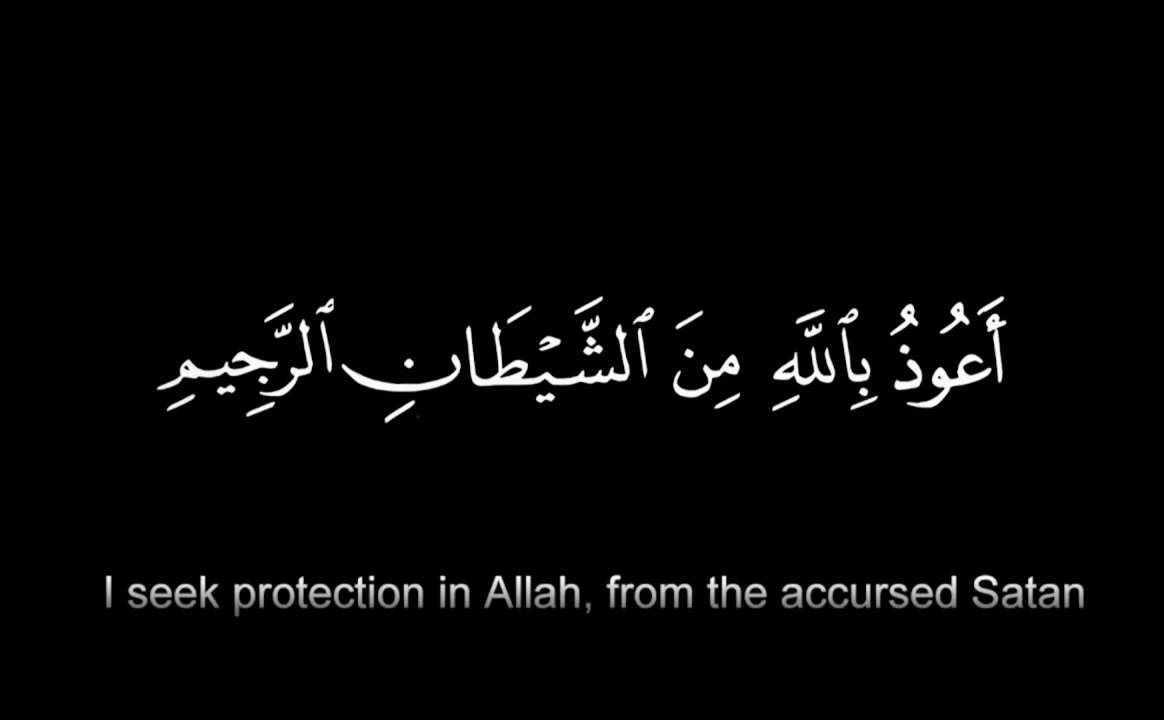 أَعُوذُ بِٱللَّهِ مِنَ ٱلشَّيۡطَانِ ٱلرَّجِيمِ
I seek protection in Allah, from the accursed Satan